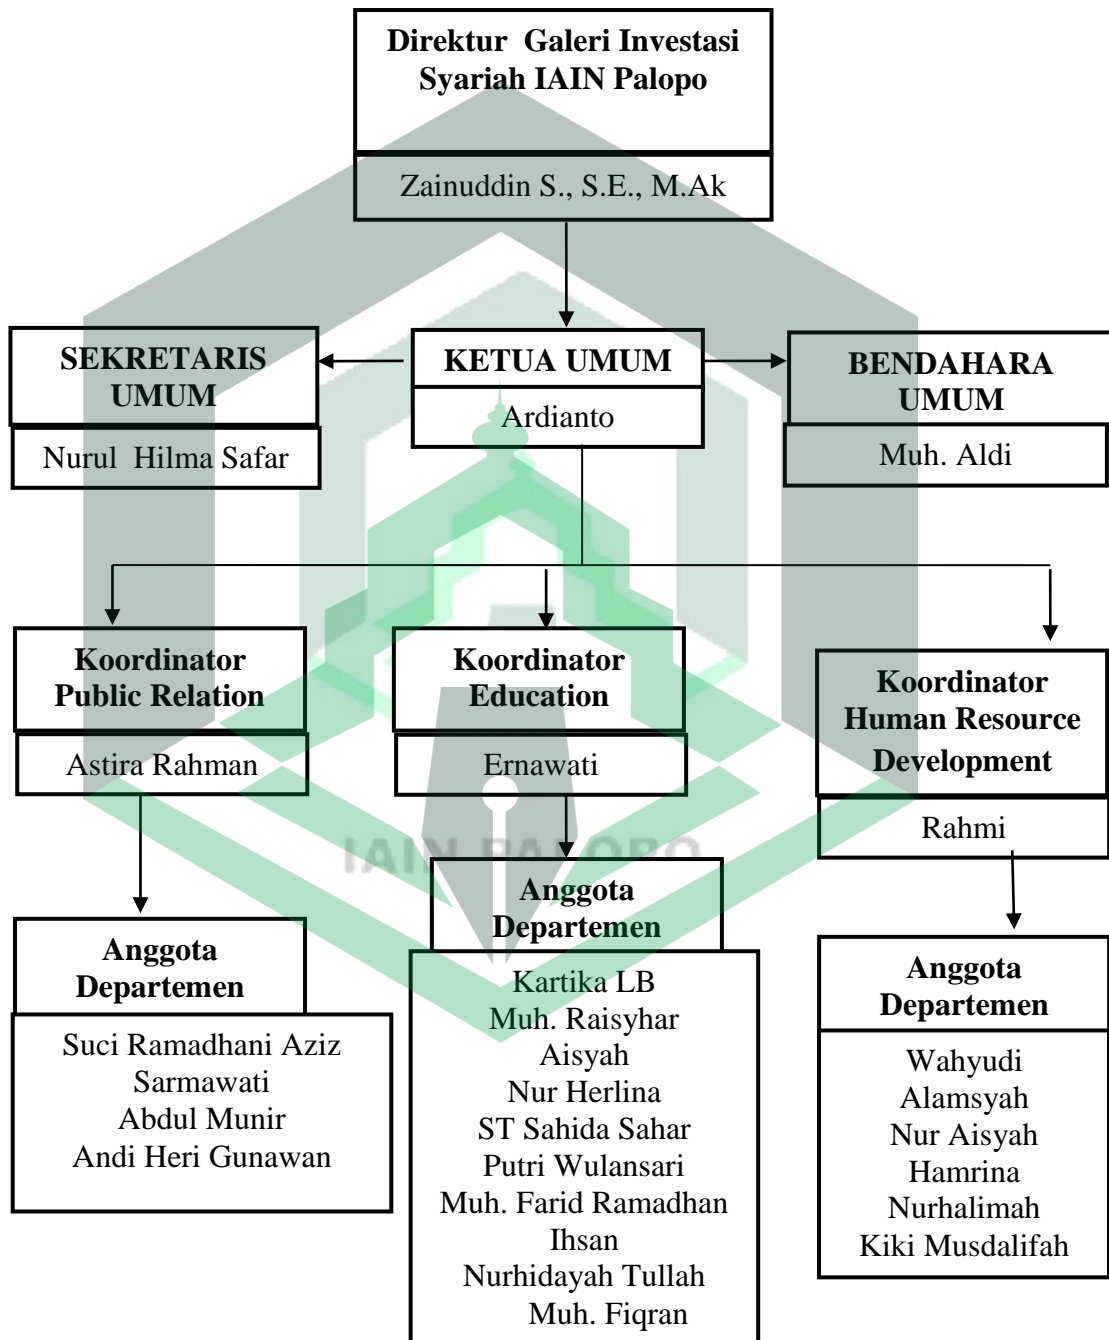 Direktur Galeri Investasi
Syariah IAIN Palopo
Zainuddin S., S.E., M.Ak
SEKRETARIS
UMUM
Nurul Hilma Safar
KETUA UMUM
Ardianto
BENDAHARA
UMUM
Muh. Aldi
Koordinator
Public Relation
Astira Rahman
Koordinator
Education
Ernawati
Koordinator
Human Resource
Development
Rahmi
IAIN PALOPO
Anggota
Departemen
Suci Ramadhani Aziz
Sarmawati
Abdul Munir
Andi Heri Gunawan
Anggota
Departemen
Kartika LB
Muh. Raisyhar
Aisyah
Nur Herlina
ST Sahida Sahar
Putri Wulansari
Muh. Farid Ramadhan
Ihsan
Nurhidayah Tullah
Muh. Fiqran
Anggota
Departemen
Wahyudi
Alamsyah
Nur Aisyah
Hamrina
Nurhalimah
Kiki Musdalifah